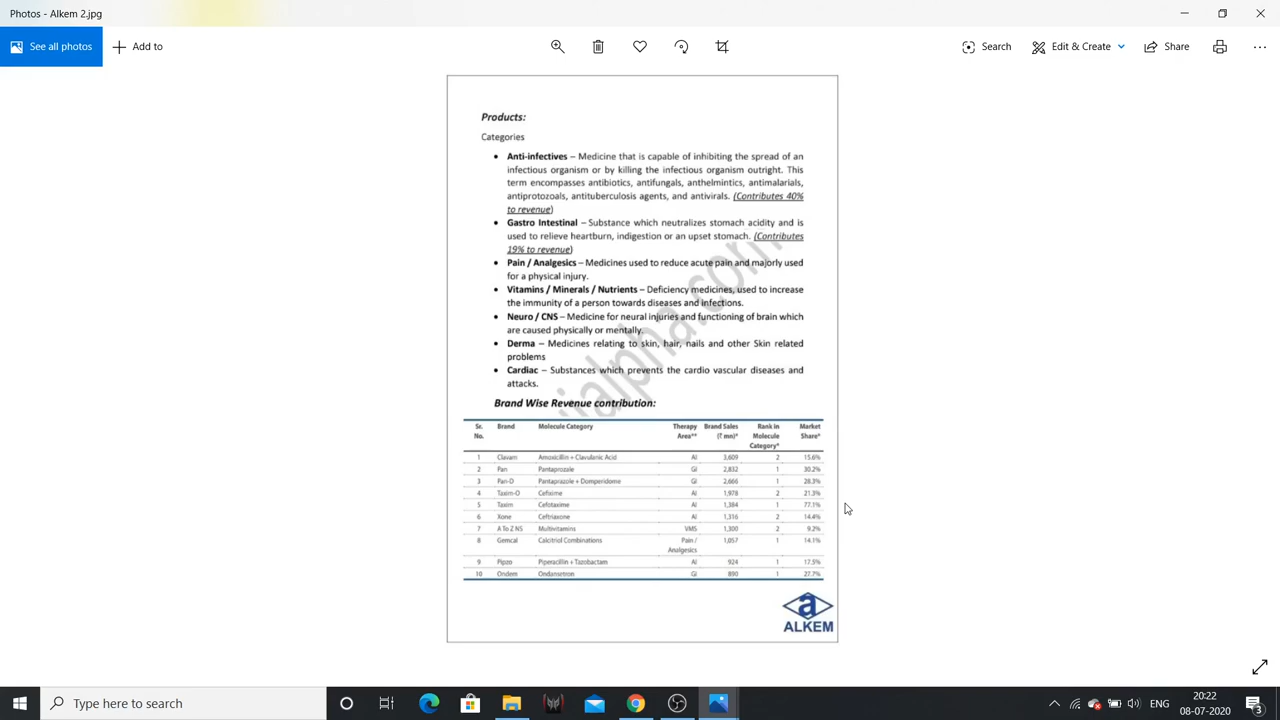 Photos - Alkem 2.jpg
See all photos
Add to
Search
Edit & Create
Share
Products:
Categories
• Anti-infectives – Medicine that is capable of inhibiting the spread of an
infectious organism or by killing the infectious organism outright. This
term encompasses antibiotics, antifungals, anthelmintics, antimalarials,
antiprotozoals, antituberculosis agents, and antivirals. (Contributes 40%
to revenue)
• Gastro Intestinal – Substance which neutralizes stomach acidity and is
used to relieve heartburn, indigestion or an upset stomach. (Contributes
19% to revenue)
• Pain / Analgesics – Medicines used to reduce acute pain and majorly used
for a physical injury.
• Vitamins / Minerals / Nutrients – Deficiency medicines, used to increase
the immunity of a person towards diseases and infections.
• Neuro / CNS – Medicine for neural injuries and functioning of brain which
are caused physically or mentally.
• Derma – Medicines relating to skin, hair, nails and other Skin related
problems
• Cardiac – Substances which prevents the cardio vascular diseases and
attacks.
Brand Wise Revenue contribution:
Sr. No. Brand Molecule Category Therapy Area** Brand Sales (₹ mn)* Rank in Molecule Category* Market Share*
1 Clavam Amoxicillin + Clavulanic Acid AI 3,609 2 15.6%
2 Pan Pantaprozale GI 2,832 1 30.2%
3 Pan-D Pantaprazole + Domperidome GI 2,666 1 28.3%
4 Taxim-O Cefixime AI 1,978 2 21.3%
5 Taxim Cefotaxime AI 1,384 1 77.1%
6 Xone Ceftriaxone AI 1,316 2 14.4%
7 A To Z NS Multivitamins VMS 1,300 2 9.2%
8 Gemcal Calcitriol Combinations Pain / Analgesics 1,057 1 14.1%
9 Pipzo Piperacillin + Tazobactam AI 924 1 17.5%
10 Ondem Ondansetron GI 890 1 27.7%
a
ALKEM
Type here to search
ENG
20:22
08-07-2020
3